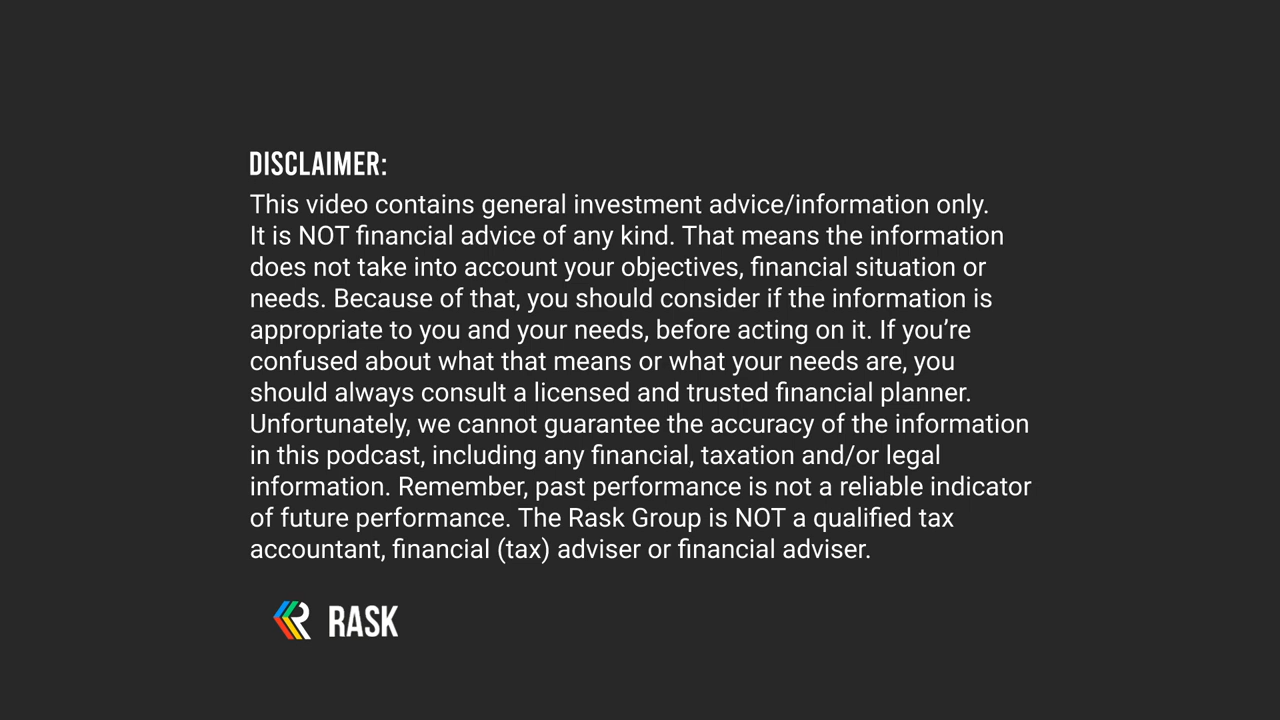 DISCLAIMER:
This video contains general investment advice/information only.
It is NOT financial advice of any kind. That means the information
does not take into account your objectives, financial situation or
needs. Because of that, you should consider if the information is
appropriate to you and your needs, before acting on it. If you’re
confused about what that means or what your needs are, you
should always consult a licensed and trusted financial planner.
Unfortunately, we cannot guarantee the accuracy of the information
in this podcast, including any financial, taxation and/or legal
information. Remember, past performance is not a reliable indicator
of future performance. The Rask Group is NOT a qualified tax
accountant, financial (tax) adviser or financial adviser.
RASK